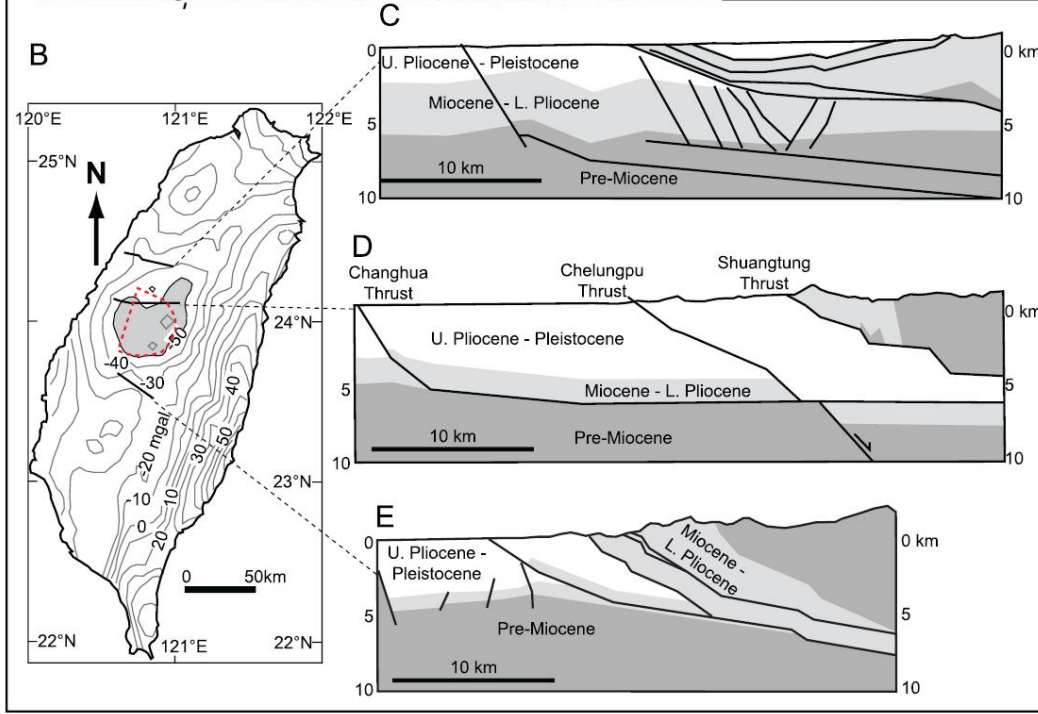 B
120°E
121°E
122°E
25°N
N
24°N
-50
-40
-30
-20 mgal
-10
0
10
20
30
40
50
23°N
0 50km
22°N
121°E
22°N
C
0
0 km
U. Pliocene - Pleistocene
Miocene - L. Pliocene
5
5
10 km
Pre-Miocene
10
10
D
Changhua
Thrust
Chelungpu
Thrust
Shuangtung
Thrust
0 km
U. Pliocene - Pleistocene
5
5
Miocene - L. Pliocene
10 km
Pre-Miocene
10
10
E
0
0 km
U. Pliocene -
Pleistocene
Miocene -
L. Pliocene
5
5
Pre-Miocene
10 km
10
10